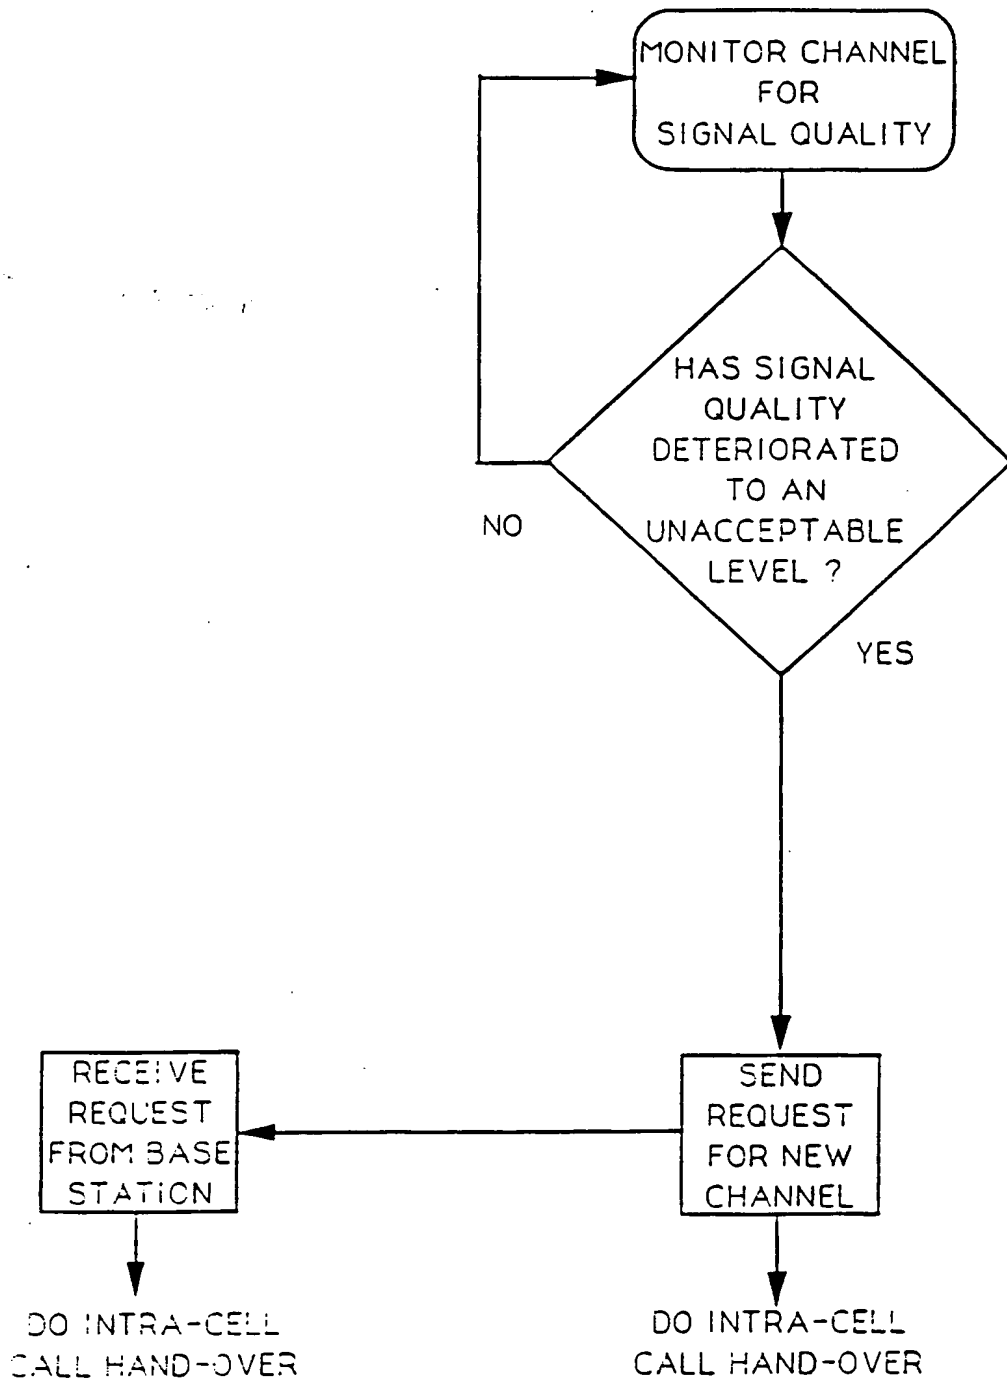 MONITOR CHANNEL
FOR
SIGNAL QUALITY
HAS SIGNAL
QUALITY
DETERIORATED
TO AN
UNACCEPTABLE
LEVEL ?
NO
YES
RECEIVE
REQUEST
FROM BASE
STATION
SEND
REQUEST
FOR NEW
CHANNEL
DO INTRA-CELL
CALL HAND-OVER
DO INTRA-CELL
CALL HAND-OVER